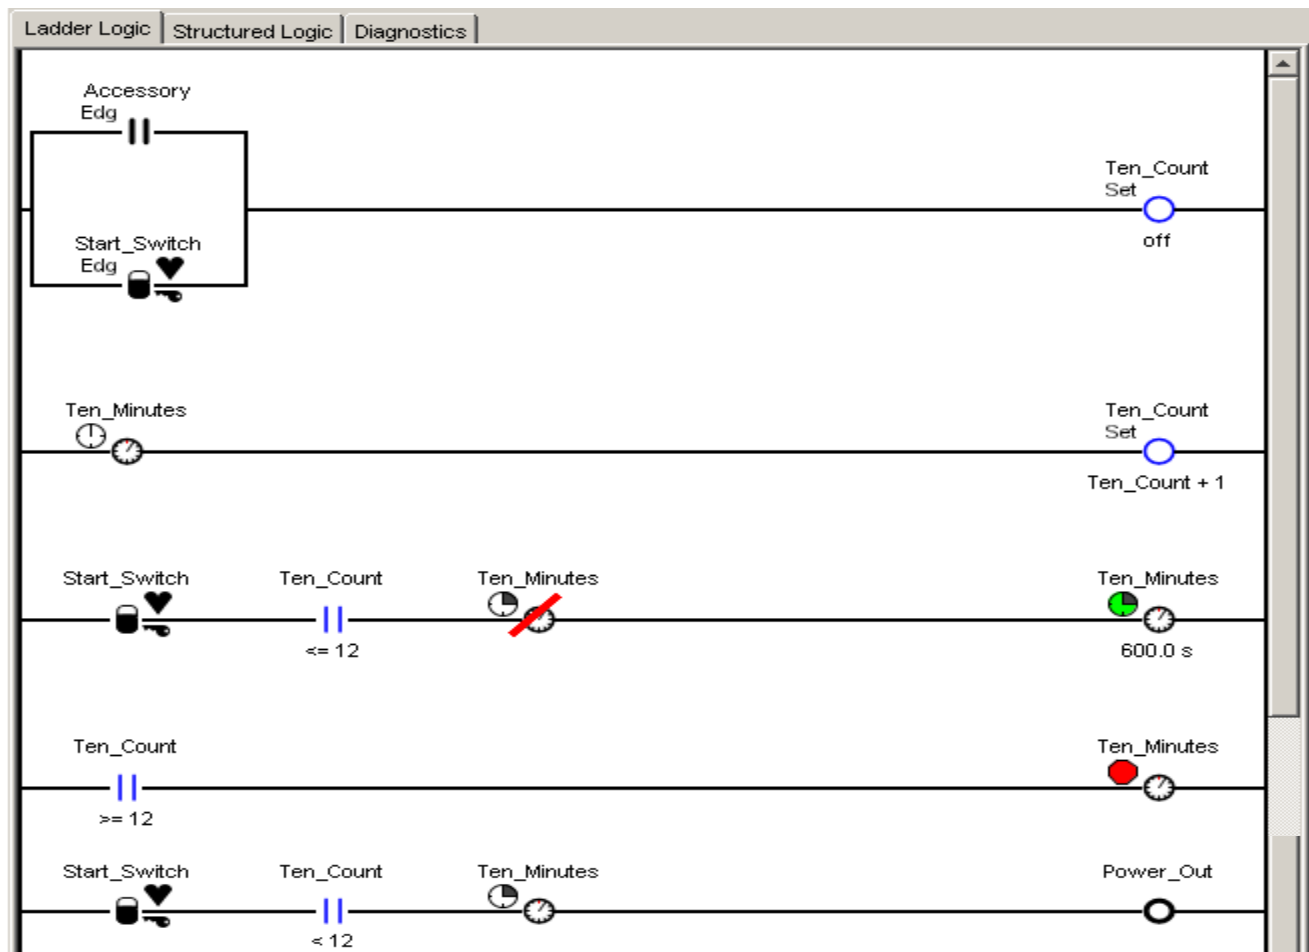 Ladder Logic Structured Logic Diagnostics
Accessory
Edg
Ten_Count
Set
off
Start_Switch
Edg
Ten_Minutes
Ten_Count
Set
Ten_Count + 1
Start_Switch Ten_Count Ten_Minutes Ten_Minutes
<= 12 600.0 s
Ten_Count Ten_Minutes
>= 12
Start_Switch Ten_Count Ten_Minutes Power_Out
< 12